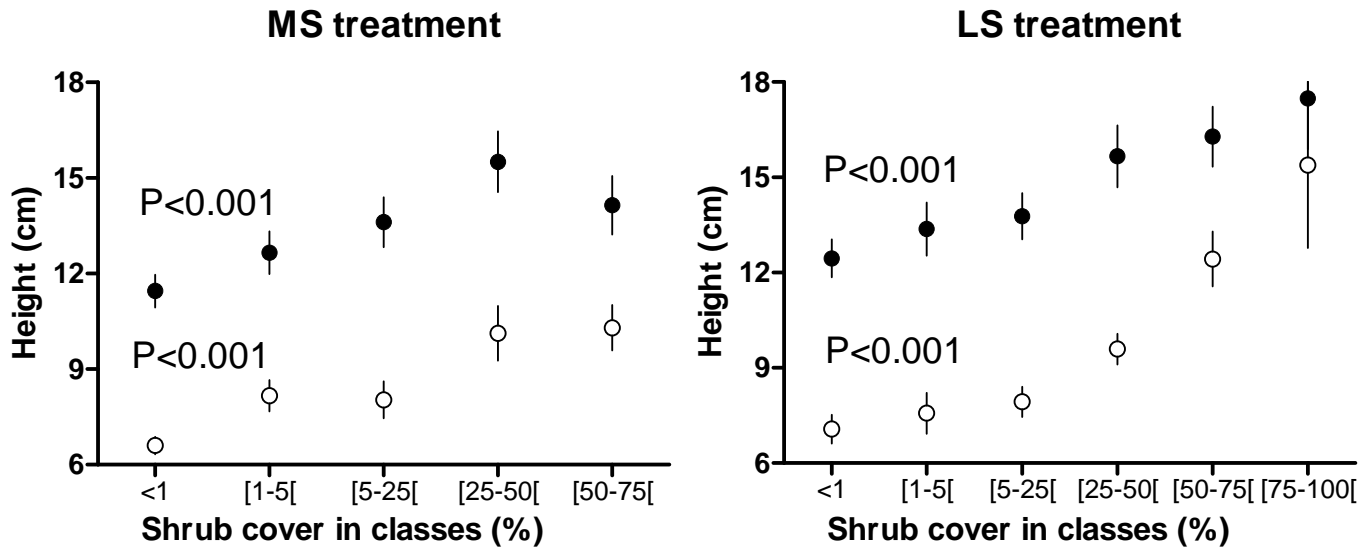 MS treatment
Height (cm)
18
15
12
9
6
P<0.001
P<0.001
<1 [1-5[ [5-25[ [25-50[ [50-75[
Shrub cover in classes (%)
LS treatment
Height (cm)
18
15
12
9
6
P<0.001
P<0.001
<1 [1-5[ [5-25[ [25-50[ [50-75[ [75-100[
Shrub cover in classes (%)